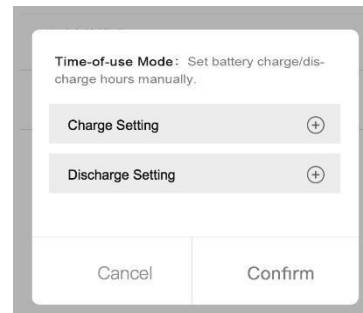 Time-of-use Mode: Set battery charge/dis-
charge hours manually.
Charge Setting
Discharge Setting
Cancel
Confirm